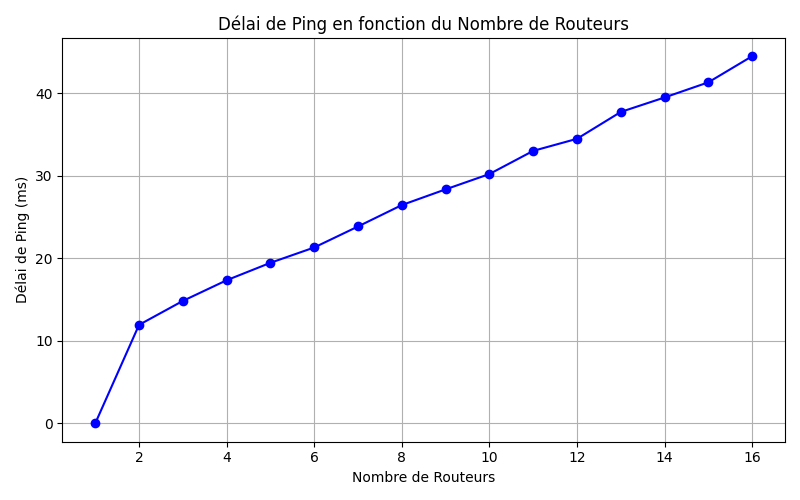 Délai de Ping en fonction du Nombre de Routeurs
Délai de Ping (ms)
40
30
20
10
0
2 4 6 8 10 12 14 16
Nombre de Routeurs